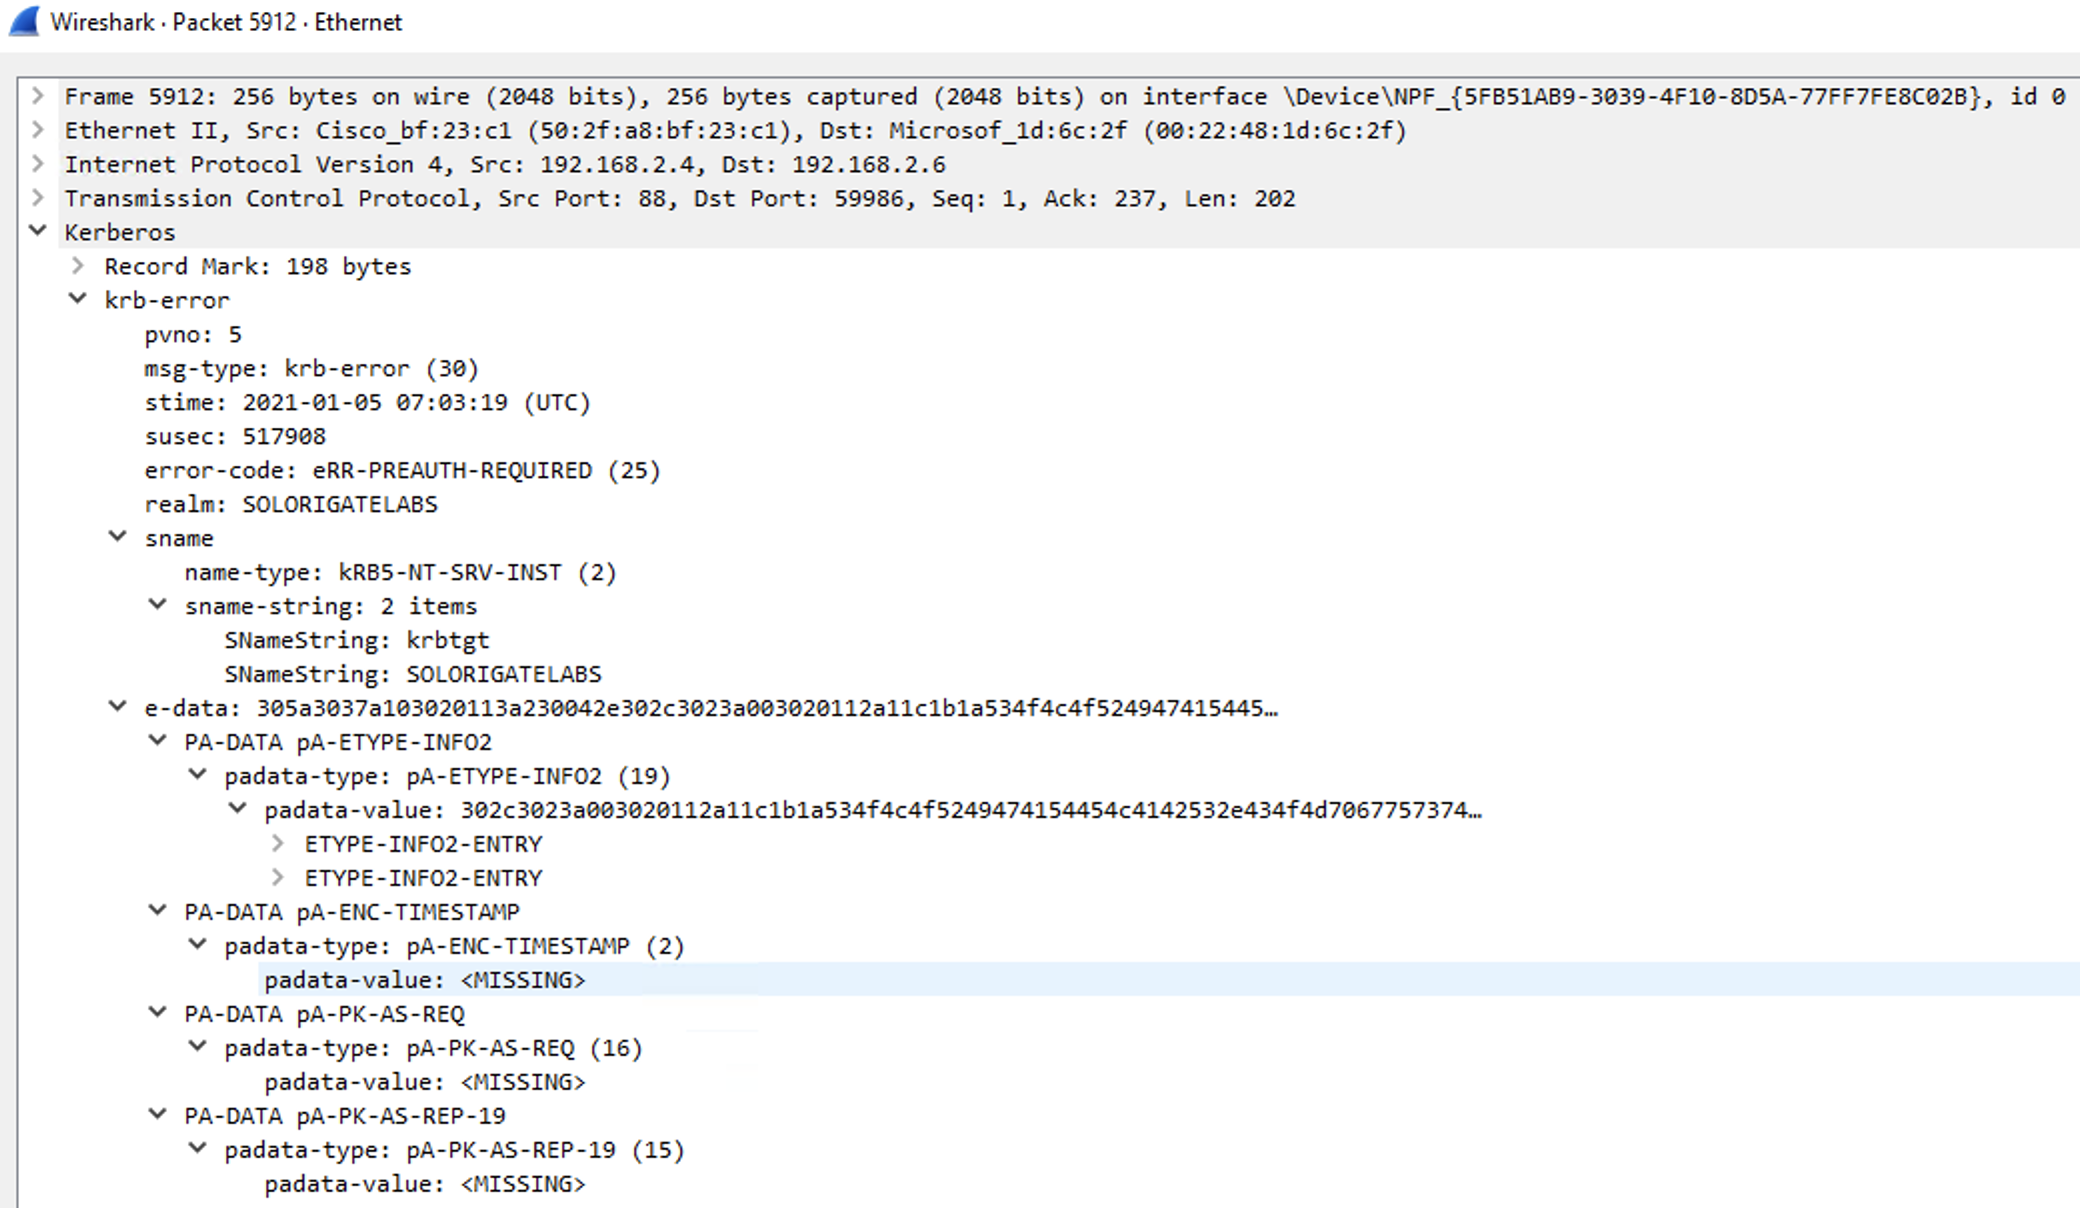 Wireshark · Packet 5912 · Ethernet
Frame 5912: 256 bytes on wire (2048 bits), 256 bytes captured (2048 bits) on interface \Device\NPF_{5FB51AB9-3039-4F10-8D5A-77FF7FE8C02B}, id 0
Ethernet II, Src: Cisco_bf:23:c1 (50:2f:a8:bf:23:c1), Dst: Microsof_1d:6c:2f (00:22:48:1d:6c:2f)
Internet Protocol Version 4, Src: 192.168.2.4, Dst: 192.168.2.6
Transmission Control Protocol, Src Port: 88, Dst Port: 59986, Seq: 1, Ack: 237, Len: 202
Kerberos
Record Mark: 198 bytes
krb-error
pvno: 5
msg-type: krb-error (30)
stime: 2021-01-05 07:03:19 (UTC)
susec: 517908
error-code: eRR-PREAUTH-REQUIRED (25)
realm: SOLORIGATELABS
sname
name-type: kRB5-NT-SRV-INST (2)
sname-string: 2 items
SNameString: krbtgt
SNameString: SOLORIGATELABS
e-data: 305a3037a103020113a230042e302c3023a003020112a11c1b1a534f4c4f524947415445…
PA-DATA pA-ETYPE-INFO2
padata-type: pA-ETYPE-INFO2 (19)
padata-value: 302c3023a003020112a11c1b1a534f4c4f5249474154454c4142532e434f4d7067757374…
ETYPE-INFO2-ENTRY
ETYPE-INFO2-ENTRY
PA-DATA pA-ENC-TIMESTAMP
padata-type: pA-ENC-TIMESTAMP (2)
padata-value: <MISSING>
PA-DATA pA-PK-AS-REQ
padata-type: pA-PK-AS-REQ (16)
padata-value: <MISSING>
PA-DATA pA-PK-AS-REP-19
padata-type: pA-PK-AS-REP-19 (15)
padata-value: <MISSING>